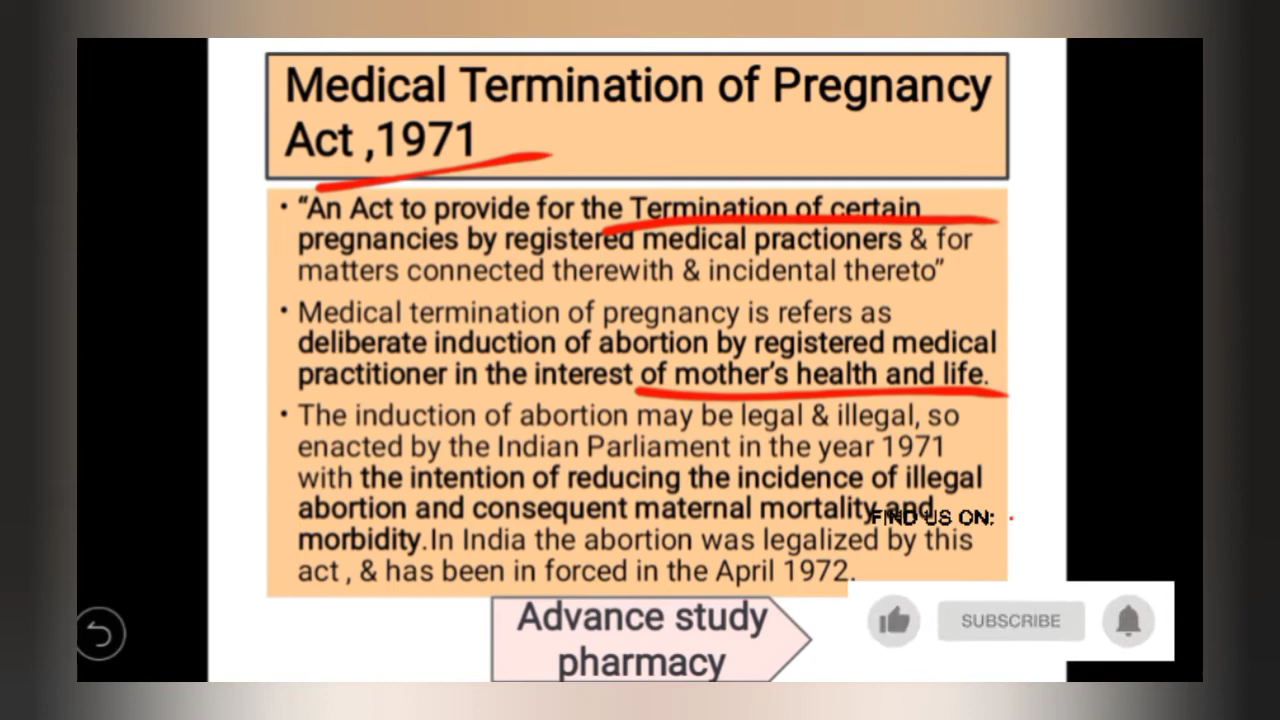 Medical Termination of Pregnancy
Act ,1971
• “An Act to provide for the Termination of certain
pregnancies by registered medical practioners & for
matters connected therewith & incidental thereto”
• Medical termination of pregnancy is refers as
deliberate induction of abortion by registered medical
practitioner in the interest of mother's health and life.
• The induction of abortion may be legal & illegal, so
enacted by the Indian Parliament in the year 1971
with the intention of reducing the incidence of illegal
abortion and consequent maternal mortality and
FIND US ON:
morbidity.In India the abortion was legalized by this
act , & has been in forced in the April 1972.
Advance study
pharmacy
SUBSCRIBE